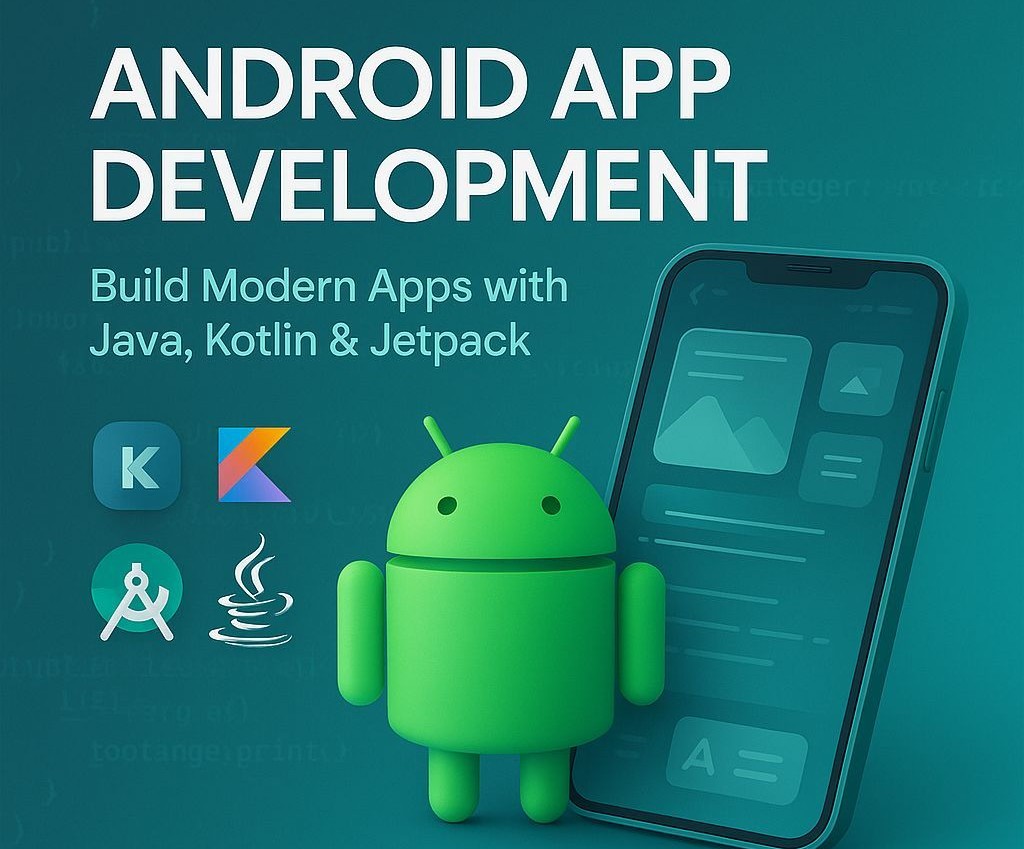 ANDROID APP
DEVELOPMENT
Build Modern Apps with
Java, Kotlin & Jetpack
K
A